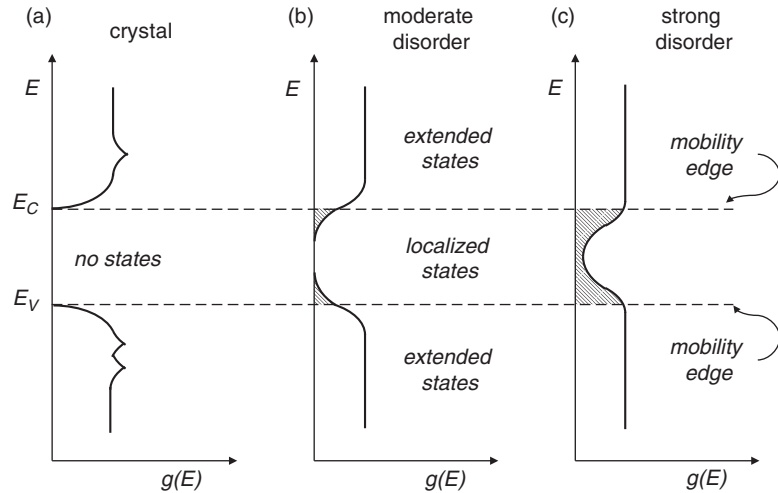 (a)
crystal
E
E_C
no states
E_V
g(E)
(b)
moderate
disorder
E
extended
states
localized
states
extended
states
g(E)
(c)
strong
disorder
E
mobility
edge
mobility
edge
g(E)